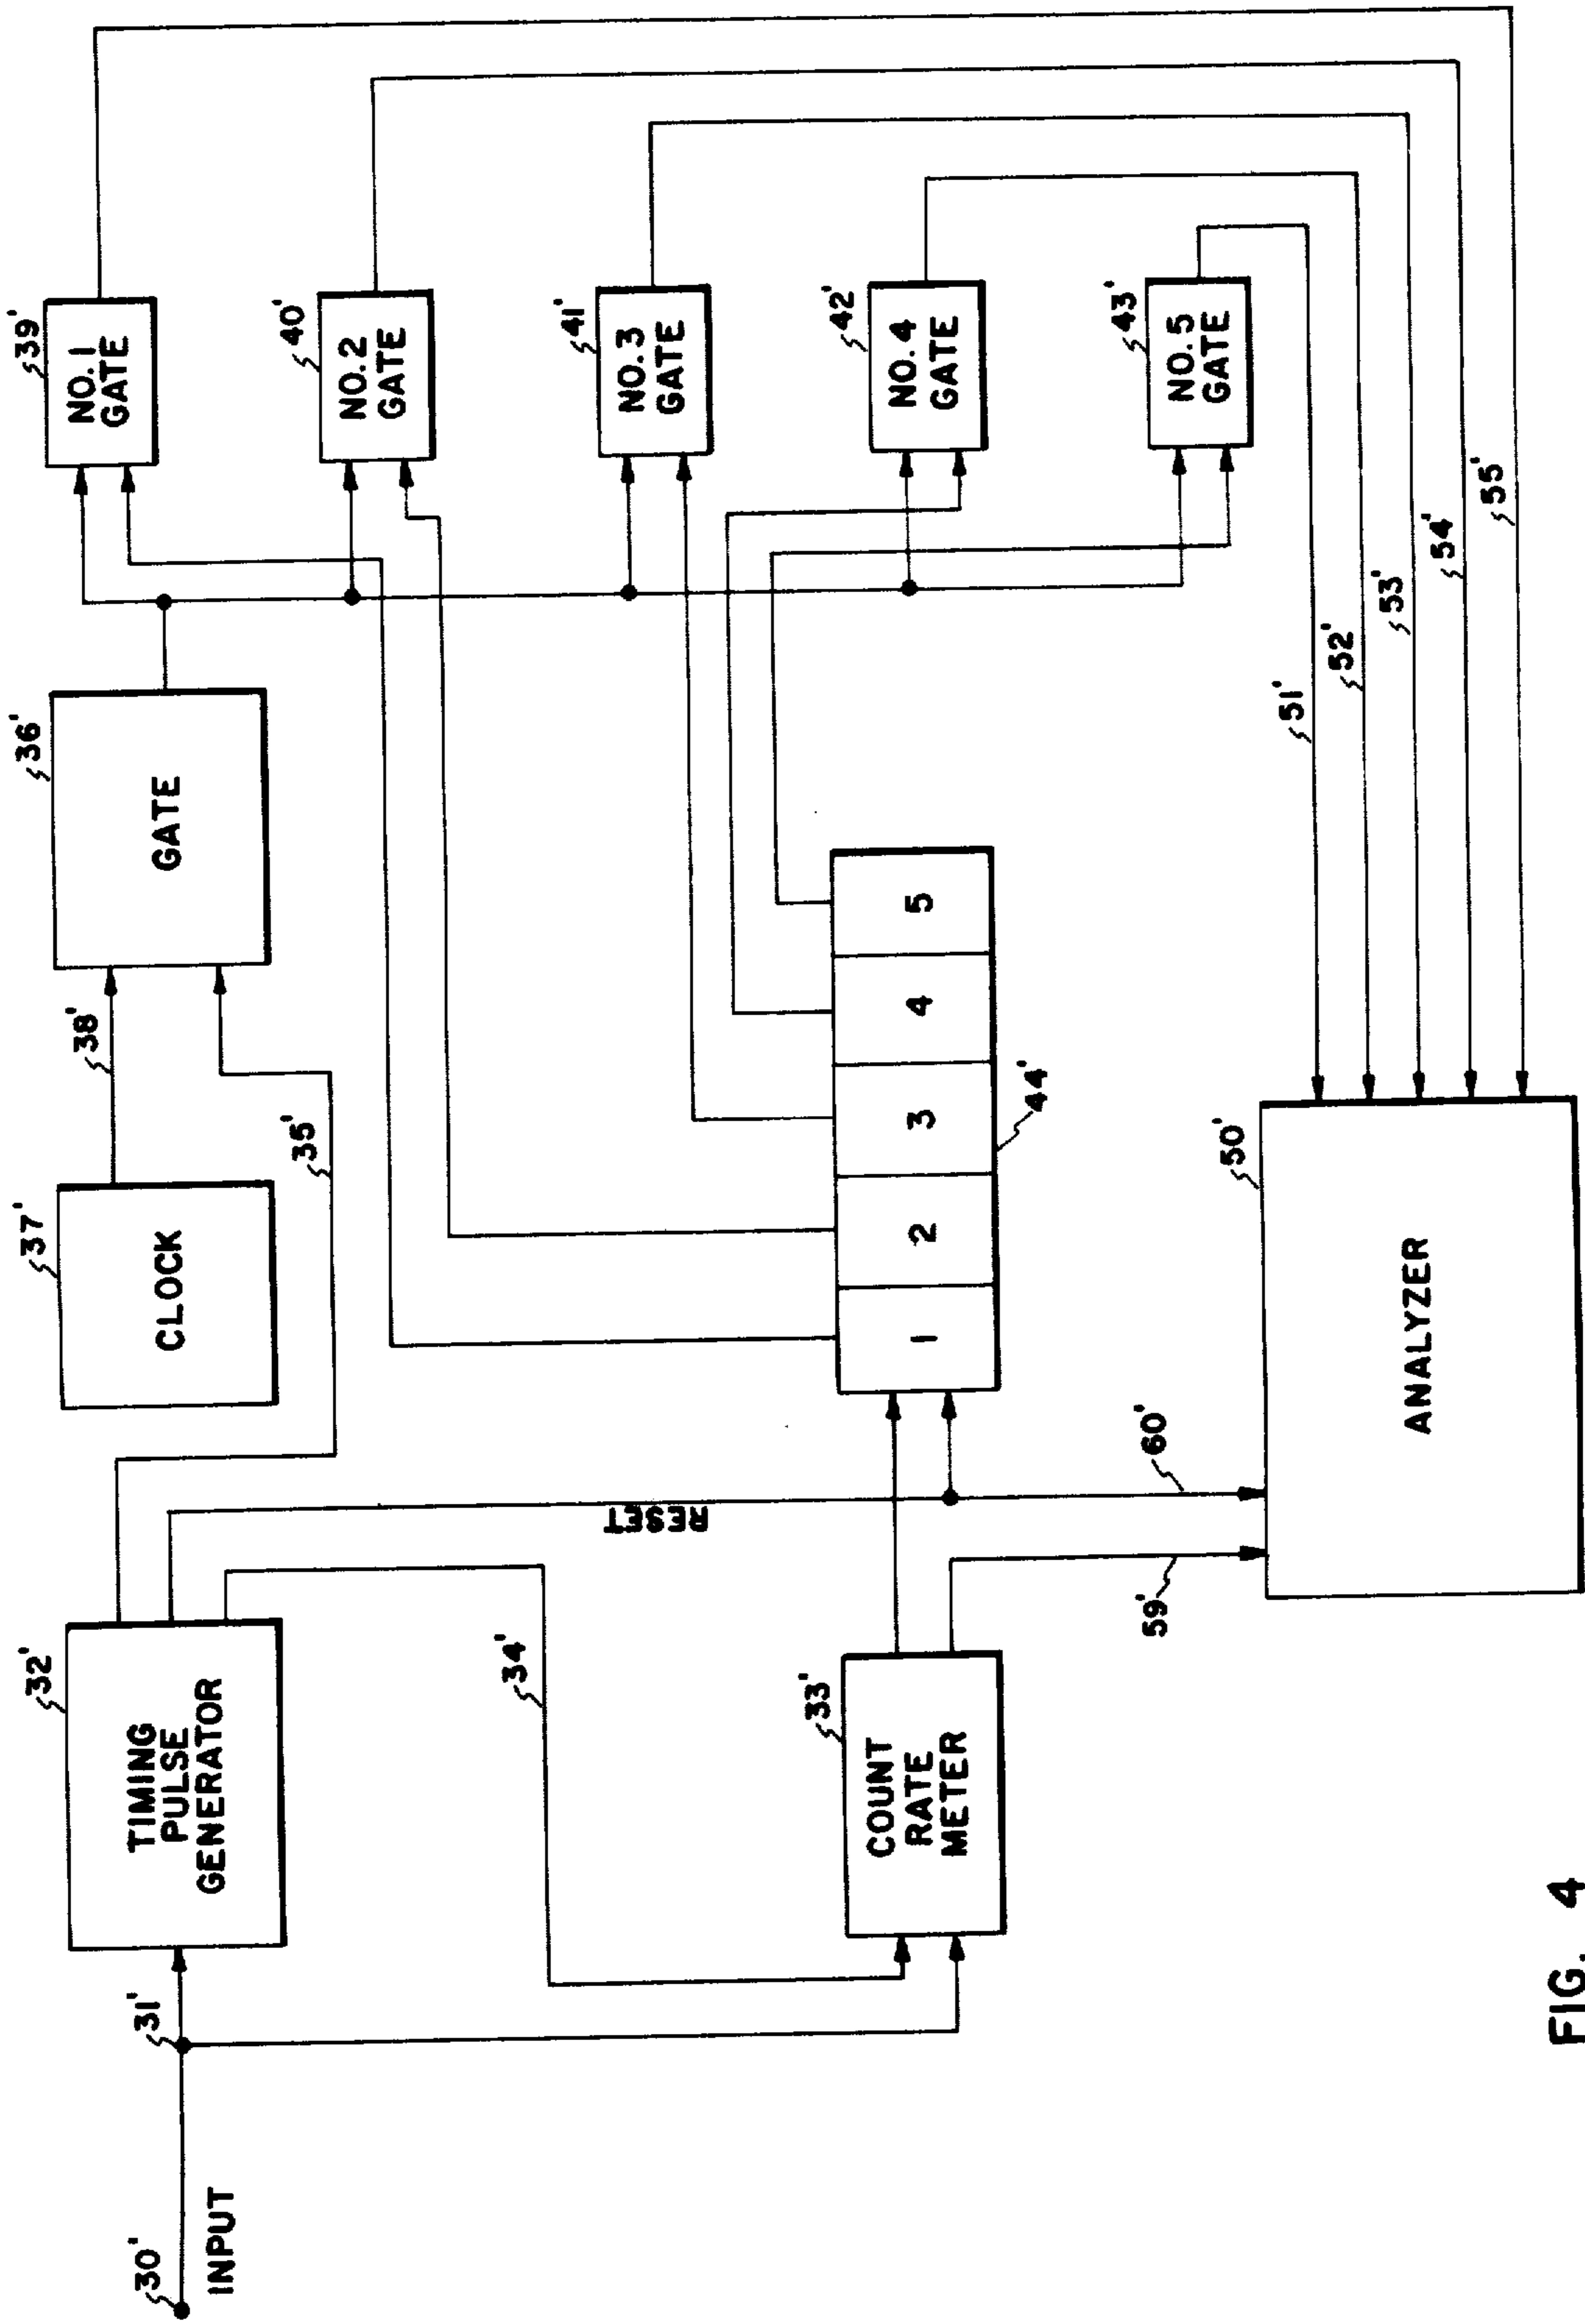 30'
INPUT
31'
32'
TIMING
PULSE
GENERATOR
37'
CLOCK
38'
35'
36'
GATE
39'
NO. 1
GATE
40'
NO. 2
GATE
41'
NO. 3
GATE
42'
NO. 4
GATE
43'
NO. 5
GATE
34'
RESET
33'
COUNT
RATE
METER
1 2 3 4 5
44'
59'
60'
50'
ANALYZER
51'
52'
53'
54'
55'
FIG. 4